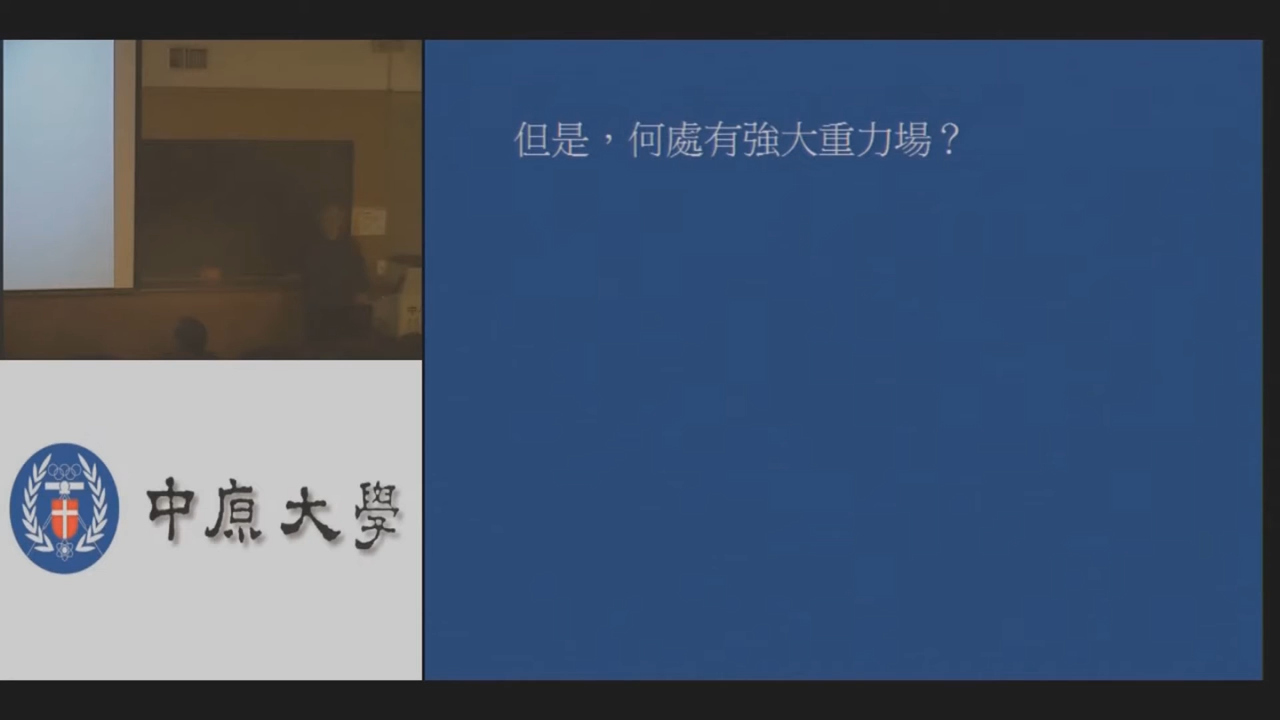 但是，何處有強大重力場？
中原大學